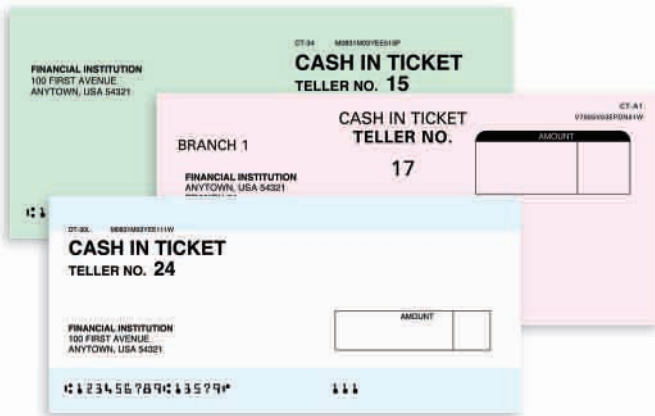 CT-34 M0831M03YEE515P
CASH IN TICKET
TELLER NO. 15
FINANCIAL INSTITUTION
100 FIRST AVENUE
ANYTOWN, USA 54321
CT-A1
CASH IN TICKET
TELLER NO.
17
BRANCH 1
AMOUNT
FINANCIAL INSTITUTION
ANYTOWN, USA 54321
DT-30L M0831M03YEE111W
CASH IN TICKET
TELLER NO. 24
AMOUNT
FINANCIAL INSTITUTION
100 FIRST AVENUE
ANYTOWN, USA 54321
⑆123456789⑆13579⑈ 111